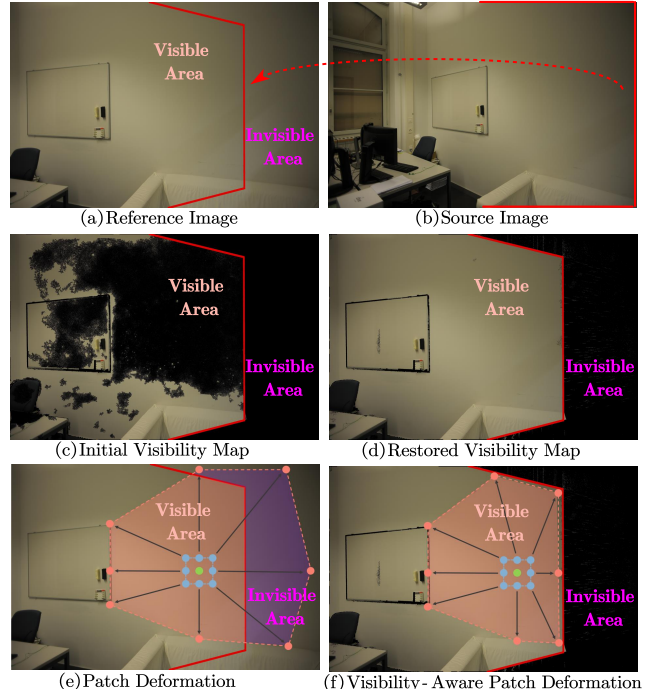 Visible
Area
Invisible
Area
(a)Reference Image
(b)Source Image
Visible
Area
Invisible
Area
(c)Initial Visibility Map
Visible
Area
Invisible
Area
(d)Restored Visibility Map
Visible
Area
Invisible
Area
(e)Patch Deformation
Visible
Area
Invisible
Area
(f)Visibility-Aware Patch Deformation